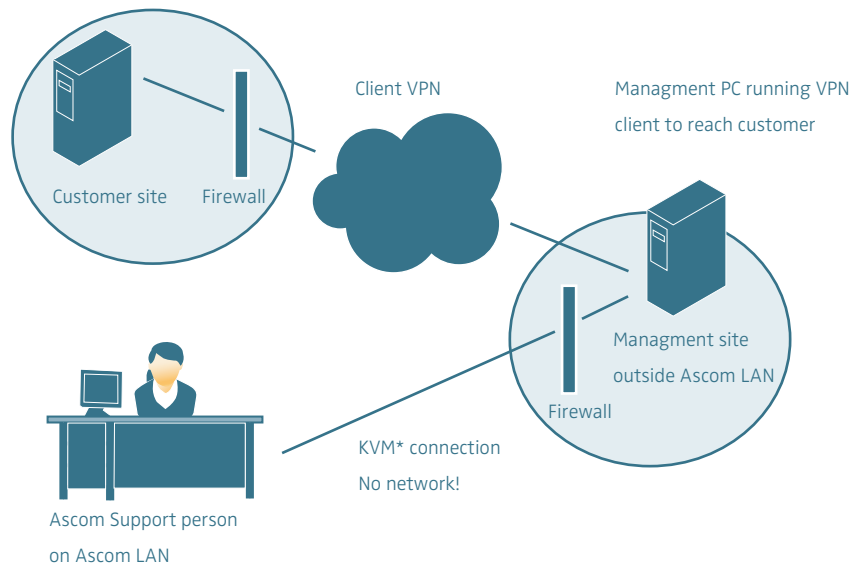 Client VPN
Managment PC running VPN
client to reach customer
Customer site
Firewall
Managment site
outside Ascom LAN
Firewall
KVM* connection
No network!
Ascom Support person
on Ascom LAN